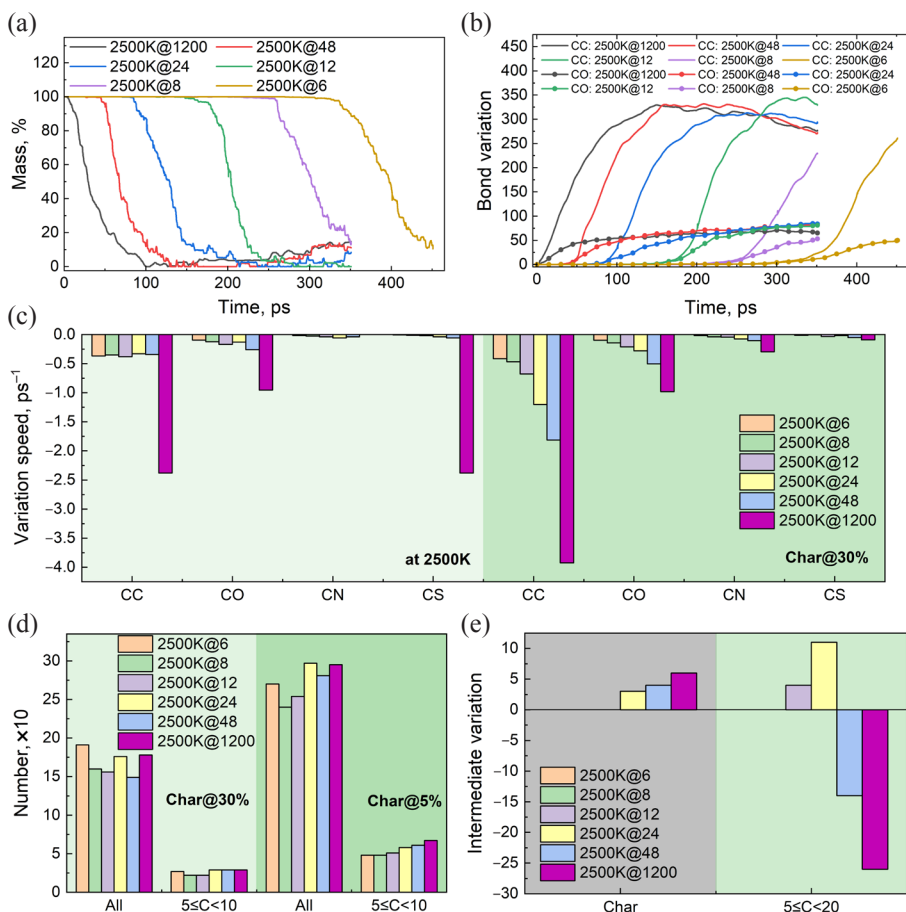 (a)
2500K@1200 2500K@48
2500K@24 2500K@12
2500K@8 2500K@6
120
100
80
60
40
20
0
Mass, %
0 100 200 300 400
Time, ps
(b)
CC: 2500K@1200 CC: 2500K@48 CC: 2500K@24
CC: 2500K@12 CC: 2500K@8 CC: 2500K@6
CO: 2500K@1200 CO: 2500K@48 CO: 2500K@24
CO: 2500K@12 CO: 2500K@8 CO: 2500K@6
450
400
350
300
250
200
150
100
50
0
Bond variation
0 100 200 300 400
Time, ps
(c)
0.0
−0.5
−1.0
−1.5
−2.0
−2.5
−3.0
−3.5
−4.0
Variation speed, ps⁻¹
2500K@6
2500K@8
2500K@12
2500K@24
2500K@48
2500K@1200
at 2500K
Char@30%
CC CO CN CS CC CO CN CS
(d)
30
25
20
15
10
5
0
Number, ×10
2500K@6
2500K@8
2500K@12
2500K@24
2500K@48
2500K@1200
Char@30%
Char@5%
All 5≤C<10 All 5≤C<10
(e)
10
5
0
−5
−10
−15
−20
−25
−30
Intermediate variation
2500K@6
2500K@8
2500K@12
2500K@24
2500K@48
2500K@1200
Char 5≤C<20